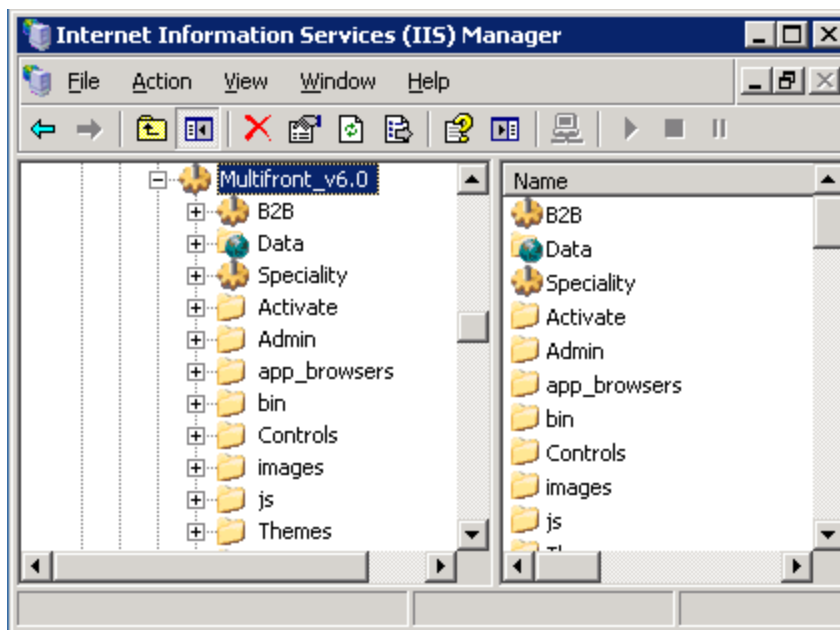 Internet Information Services (IIS) Manager
File Action View Window Help
Multifront_v6.0
B2B
Data
Speciality
Activate
Admin
app_browsers
bin
Controls
images
js
Themes
Name
B2B
Data
Speciality
Activate
Admin
app_browsers
bin
Controls
images
js